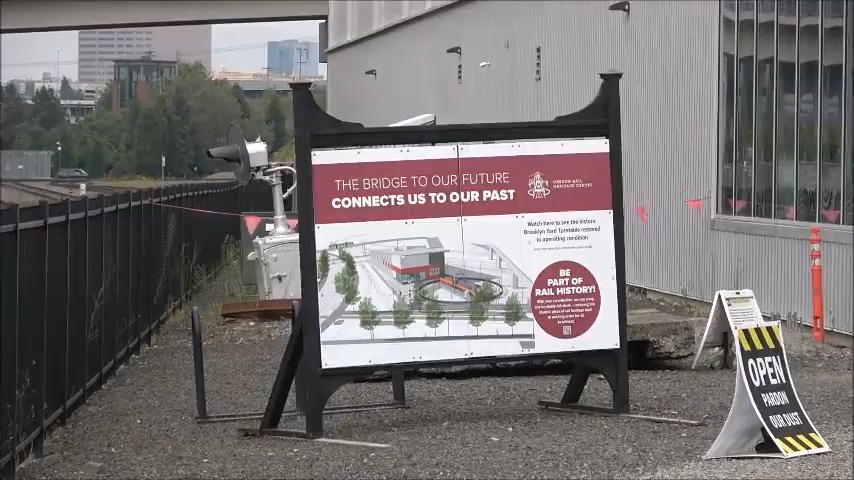 THE BRIDGE TO OUR FUTURE
CONNECTS US TO OUR PAST
OREGON RAIL
HERITAGE CENTER
Watch here to see the historic
Brooklyn Yard Turntable restored
to operating condition
BE
PART OF
RAIL HISTORY!
OPEN
PARDON
OUR DUST